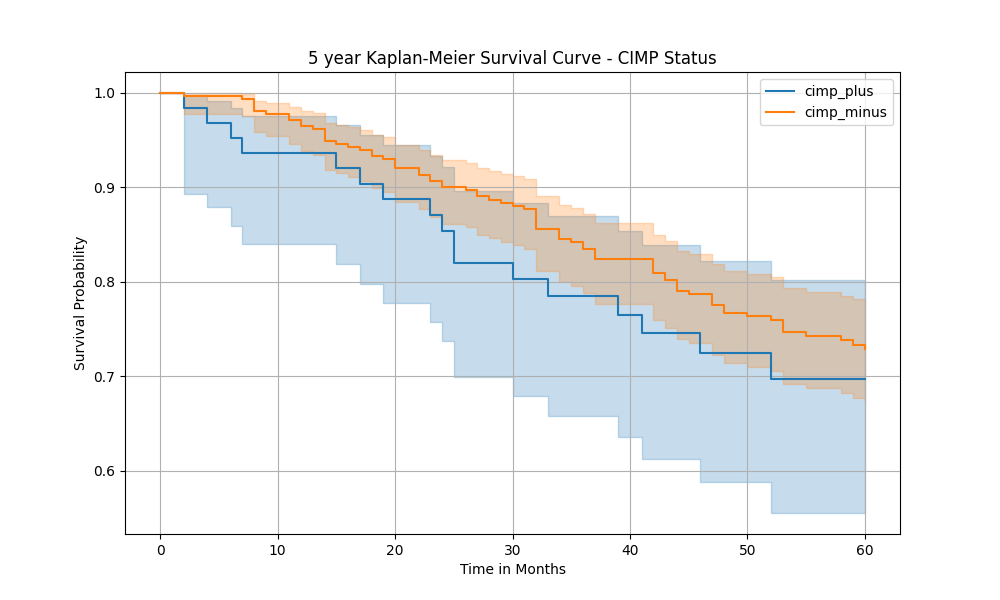 5 year Kaplan-Meier Survival Curve - CIMP Status
cimp_plus
cimp_minus
Survival Probability
1.0
0.9
0.8
0.7
0.6
0 10 20 30 40 50 60
Time in Months